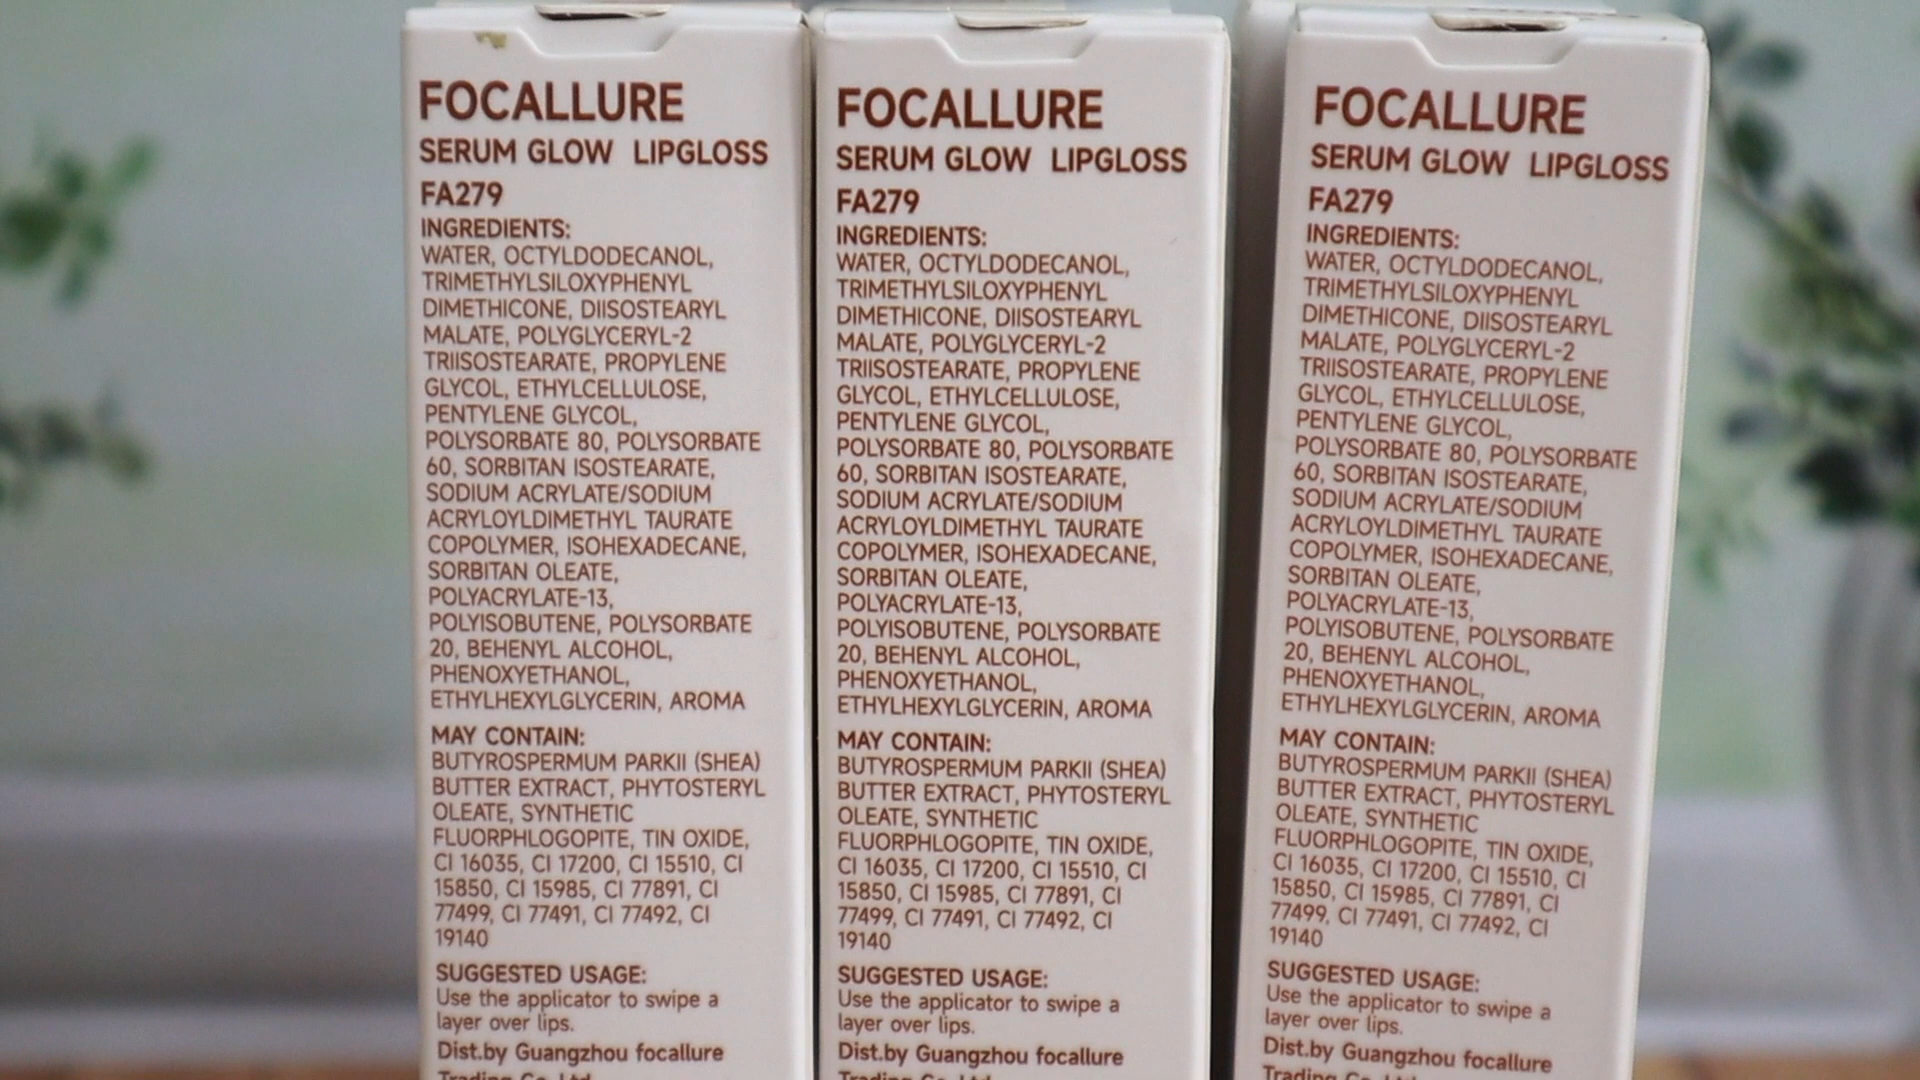 FOCALLURE
SERUM GLOW LIPGLOSS
FA279
INGREDIENTS:
WATER, OCTYLDODECANOL,
TRIMETHYLSILOXYPHENYL
DIMETHICONE, DIISOSTEARYL
MALATE, POLYGLYCERYL-2
TRIISOSTEARATE, PROPYLENE
GLYCOL, ETHYLCELLULOSE,
PENTYLENE GLYCOL,
POLYSORBATE 80, POLYSORBATE
60, SORBITAN ISOSTEARATE,
SODIUM ACRYLATE/SODIUM
ACRYLOYLDIMETHYL TAURATE
COPOLYMER, ISOHEXADECANE,
SORBITAN OLEATE,
POLYACRYLATE-13,
POLYISOBUTENE, POLYSORBATE
20, BEHENYL ALCOHOL,
PHENOXYETHANOL,
ETHYLHEXYLGLYCERIN, AROMA
MAY CONTAIN:
BUTYROSPERMUM PARKII (SHEA)
BUTTER EXTRACT, PHYTOSTERYL
OLEATE, SYNTHETIC
FLUORPHLOGOPITE, TIN OXIDE,
CI 16035, CI 17200, CI 15510, CI
15850, CI 15985, CI 77891, CI
77499, CI 77491, CI 77492, CI
19140
SUGGESTED USAGE:
Use the applicator to swipe a
layer over lips.
Dist.by Guangzhou focallure
Trading Co.,Ltd
FOCALLURE
SERUM GLOW LIPGLOSS
FA279
INGREDIENTS:
WATER, OCTYLDODECANOL,
TRIMETHYLSILOXYPHENYL
DIMETHICONE, DIISOSTEARYL
MALATE, POLYGLYCERYL-2
TRIISOSTEARATE, PROPYLENE
GLYCOL, ETHYLCELLULOSE,
PENTYLENE GLYCOL,
POLYSORBATE 80, POLYSORBATE
60, SORBITAN ISOSTEARATE,
SODIUM ACRYLATE/SODIUM
ACRYLOYLDIMETHYL TAURATE
COPOLYMER, ISOHEXADECANE,
SORBITAN OLEATE,
POLYACRYLATE-13,
POLYISOBUTENE, POLYSORBATE
20, BEHENYL ALCOHOL,
PHENOXYETHANOL,
ETHYLHEXYLGLYCERIN, AROMA
MAY CONTAIN:
BUTYROSPERMUM PARKII (SHEA)
BUTTER EXTRACT, PHYTOSTERYL
OLEATE, SYNTHETIC
FLUORPHLOGOPITE, TIN OXIDE,
CI 16035, CI 17200, CI 15510, CI
15850, CI 15985, CI 77891, CI
77499, CI 77491, CI 77492, CI
19140
SUGGESTED USAGE:
Use the applicator to swipe a
layer over lips.
Dist.by Guangzhou focallure
Trading Co.,Ltd
FOCALLURE
SERUM GLOW LIPGLOSS
FA279
INGREDIENTS:
WATER, OCTYLDODECANOL,
TRIMETHYLSILOXYPHENYL
DIMETHICONE, DIISOSTEARYL
MALATE, POLYGLYCERYL-2
TRIISOSTEARATE, PROPYLENE
GLYCOL, ETHYLCELLULOSE,
PENTYLENE GLYCOL,
POLYSORBATE 80, POLYSORBATE
60, SORBITAN ISOSTEARATE,
SODIUM ACRYLATE/SODIUM
ACRYLOYLDIMETHYL TAURATE
COPOLYMER, ISOHEXADECANE,
SORBITAN OLEATE,
POLYACRYLATE-13,
POLYISOBUTENE, POLYSORBATE
20, BEHENYL ALCOHOL,
PHENOXYETHANOL,
ETHYLHEXYLGLYCERIN, AROMA
MAY CONTAIN:
BUTYROSPERMUM PARKII (SHEA)
BUTTER EXTRACT, PHYTOSTERYL
OLEATE, SYNTHETIC
FLUORPHLOGOPITE, TIN OXIDE,
CI 16035, CI 17200, CI 15510, CI
15850, CI 15985, CI 77891, CI
77499, CI 77491, CI 77492, CI
19140
SUGGESTED USAGE:
Use the applicator to swipe a
layer over lips.
Dist.by Guangzhou focallure
Trading Co.,Ltd